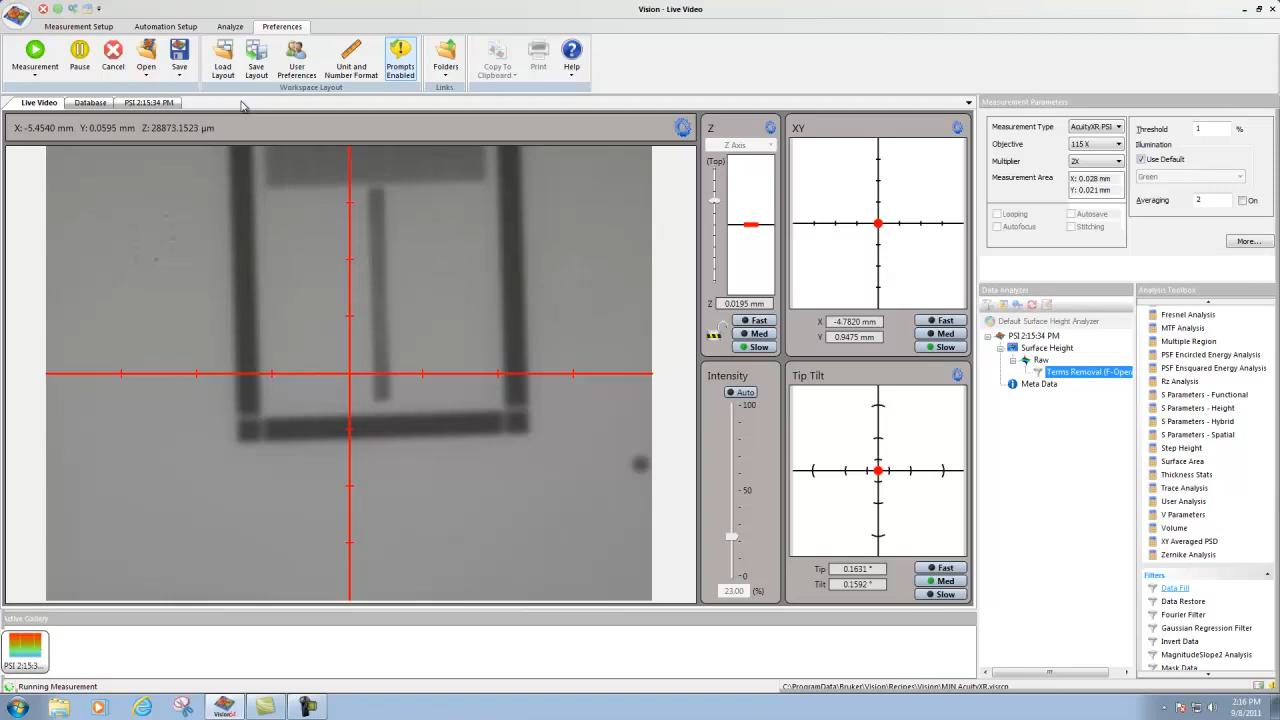 Vision - Live Video
Measurement Setup
Automation Setup
Analyze
Preferences
Measurement
Pause
Cancel
Open
Save
Load Layout
Save Layout
User Preferences
Unit and Number Format
Prompts Enabled
Folders
Copy To Clipboard
Print
Help
Workspace Layout
Links
Live Video
Database
PSI 2:15:34 PM
X: -5.4540 mm Y: 0.0595 mm Z: 28873.1523 µm
Z
Z Axis
(Top)
Z 0.0195 mm
Fast
Med
Slow
XY
X -4.7820 mm
Y 0.9475 mm
Fast
Med
Slow
Intensity
Auto
100
50
0
23.00 (%)
Tip Tilt
Tip 0.1631 °
Tilt 0.1592 °
Fast
Med
Slow
Measurement Parameters
Measurement Type AcuityXR PSI
Objective 115 X
Multiplier 2X
Measurement Area X: 0.028 mm
Y: 0.021 mm
Looping
Autosave
Autofocus
Stitching
Threshold 1 %
Illumination
Use Default
Green
Averaging 2 On
More...
Data Analyzer
Default Surface Height Analyzer
PSI 2:15:34 PM
Surface Height
Raw
Terms Removal (F-Oper
Meta Data
Analysis Toolbox
Fresnel Analysis
MTF Analysis
Multiple Region
PSF Encircled Energy Analysis
PSF Ensquared Energy Analysis
Rz Analysis
S Parameters - Functional
S Parameters - Height
S Parameters - Hybrid
S Parameters - Spatial
Step Height
Surface Area
Thickness Stats
Trace Analysis
User Analysis
V Parameters
Volume
XY Averaged PSD
Zernike Analysis
Filters
Data Fill
Data Restore
Fourier Filter
Gaussian Regression Filter
Invert Data
MagnitudeSlope2 Analysis
Mask Data
Active Gallery
PSI 2:15:3...
Running Measurement
C:\ProgramData\Bruker\Vision\Recipes\Vision\MIN AcuityXR.visrcp
Vision64
2:16 PM
9/8/2011